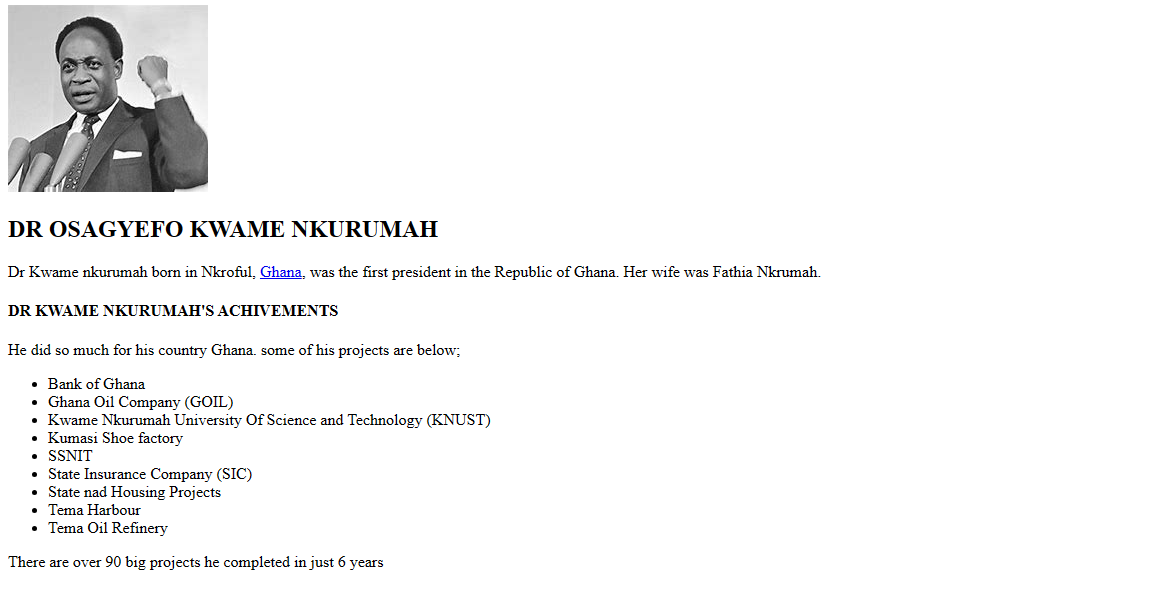 DR OSAGYEFO KWAME NKURUMAH
Dr Kwame nkurumah born in Nkroful, Ghana, was the first president in the Republic of Ghana. Her wife was Fathia Nkrumah.
DR KWAME NKURUMAH'S ACHIVEMENTS
He did so much for his country Ghana. some of his projects are below;
• Bank of Ghana
• Ghana Oil Company (GOIL)
• Kwame Nkurumah University Of Science and Technology (KNUST)
• Kumasi Shoe factory
• SSNIT
• State Insurance Company (SIC)
• State nad Housing Projects
• Tema Harbour
• Tema Oil Refinery
There are over 90 big projects he completed in just 6 years